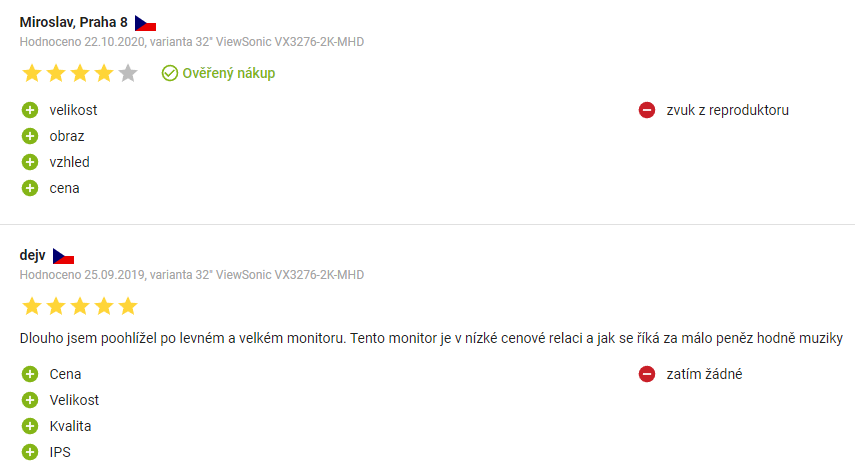 Miroslav, Praha 8
Hodnoceno 22.10.2020, varianta 32" ViewSonic VX3276-2K-MHD
Ověřený nákup
velikost
zvuk z reproduktoru
obraz
vzhled
cena
dejv
Hodnoceno 25.09.2019, varianta 32" ViewSonic VX3276-2K-MHD
Dlouho jsem poohlížel po levném a velkém monitoru. Tento monitor je v nízké cenové relaci a jak se říká za málo peněz hodně muziky
Cena
zatím žádné
Velikost
Kvalita
IPS